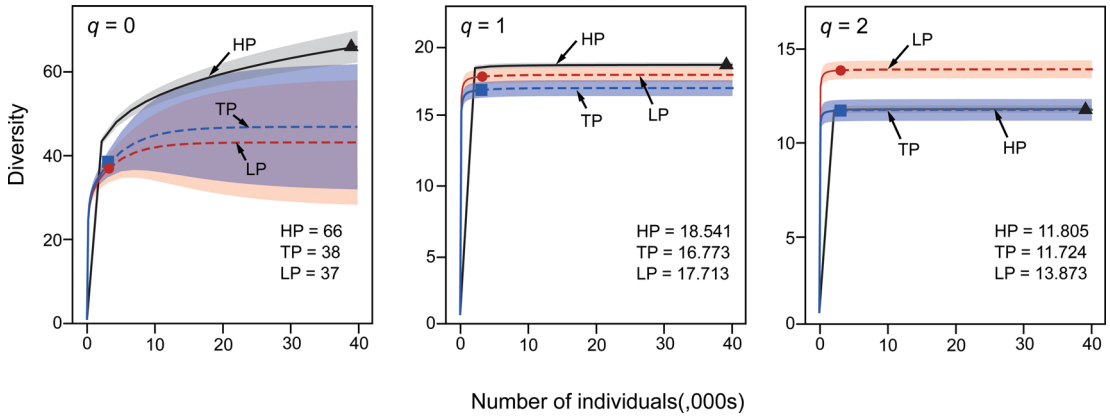 q = 0
HP
TP
LP
HP = 66
TP = 38
LP = 37
60
40
20
0
0 10 20 30 40
Diversity
q = 1
HP
LP
TP
HP = 18.541
TP = 16.773
LP = 17.713
20
15
10
5
0
0 10 20 30 40
q = 2
LP
TP
HP
HP = 11.805
TP = 11.724
LP = 13.873
15
10
5
0
0 10 20 30 40
Number of individuals(,000s)